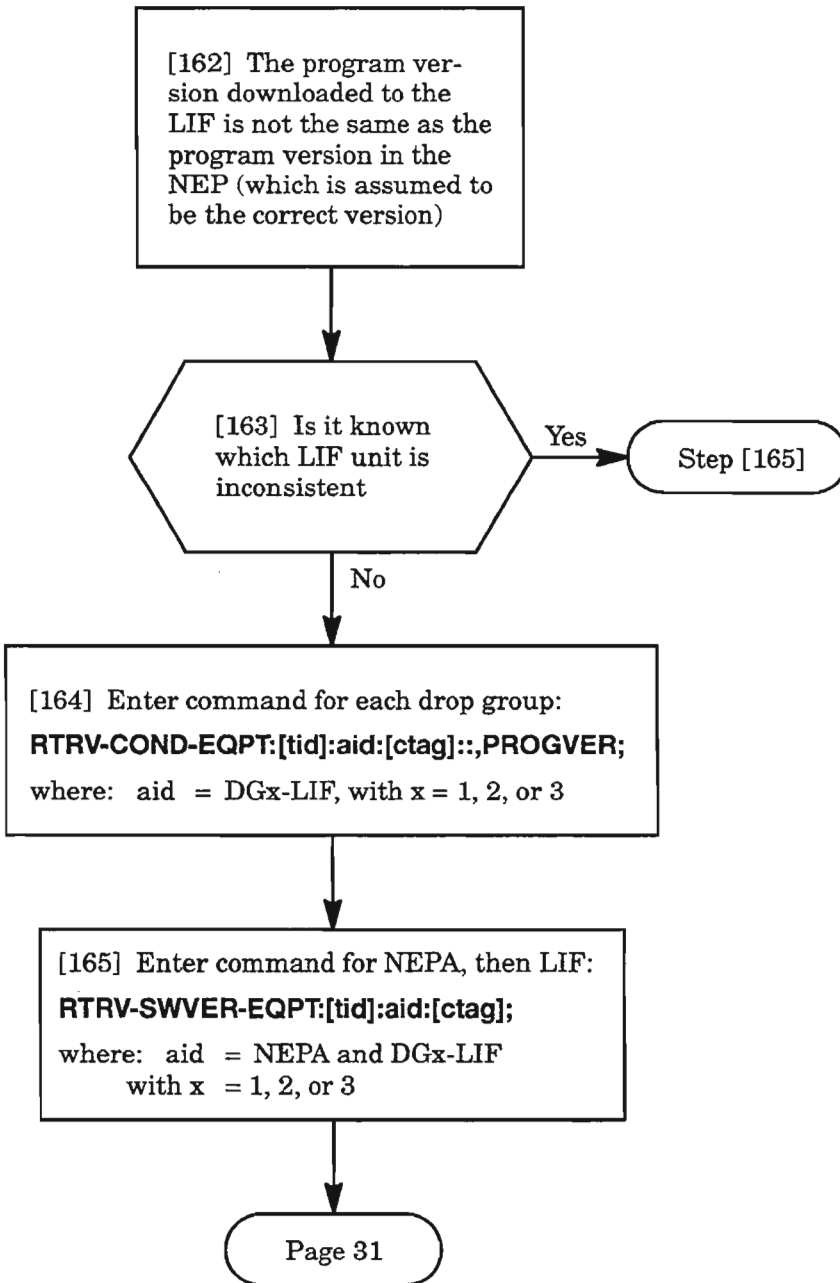 [162] The program ver-
sion downloaded to the
LIF is not the same as the
program version in the
NEP (which is assumed to
be the correct version)
[163] Is it known
which LIF unit is
inconsistent
Yes
Step [165]
No
[164] Enter command for each drop group:
RTRV-COND-EQPT:[tid]:aid:[ctag]::,PROGVER;
where: aid = DGx-LIF, with x = 1, 2, or 3
[165] Enter command for NEPA, then LIF:
RTRV-SWVER-EQPT:[tid]:aid:[ctag];
where: aid = NEPA and DGx-LIF
with x = 1, 2, or 3
Page 31